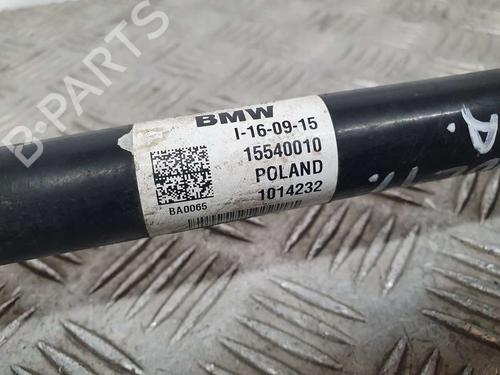 B-PARTS
BMW
I-16-09-15
15540010
POLAND
1014232
BA0065